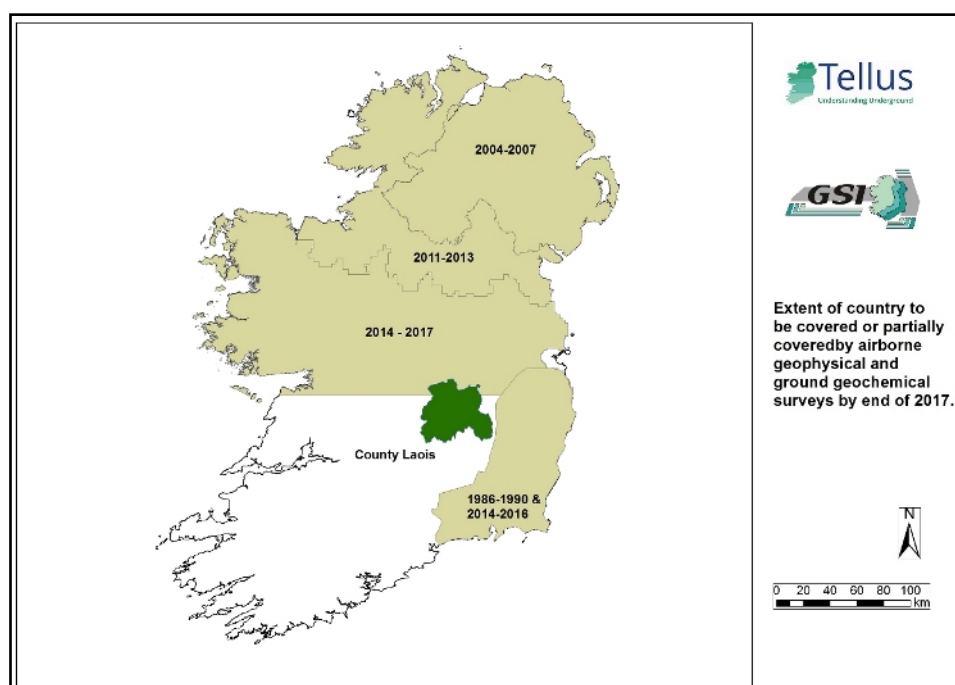 2004-2007
2011-2013
2014 - 2017
County Laois
1986-1990 &
2014-2016
Tellus
Understanding Underground
GSI
Extent of country to
be covered or partially
coveredby airborne
geophysical and
ground geochemical
surveys by end of 2017.
N
0 20 40 60 80 100
km